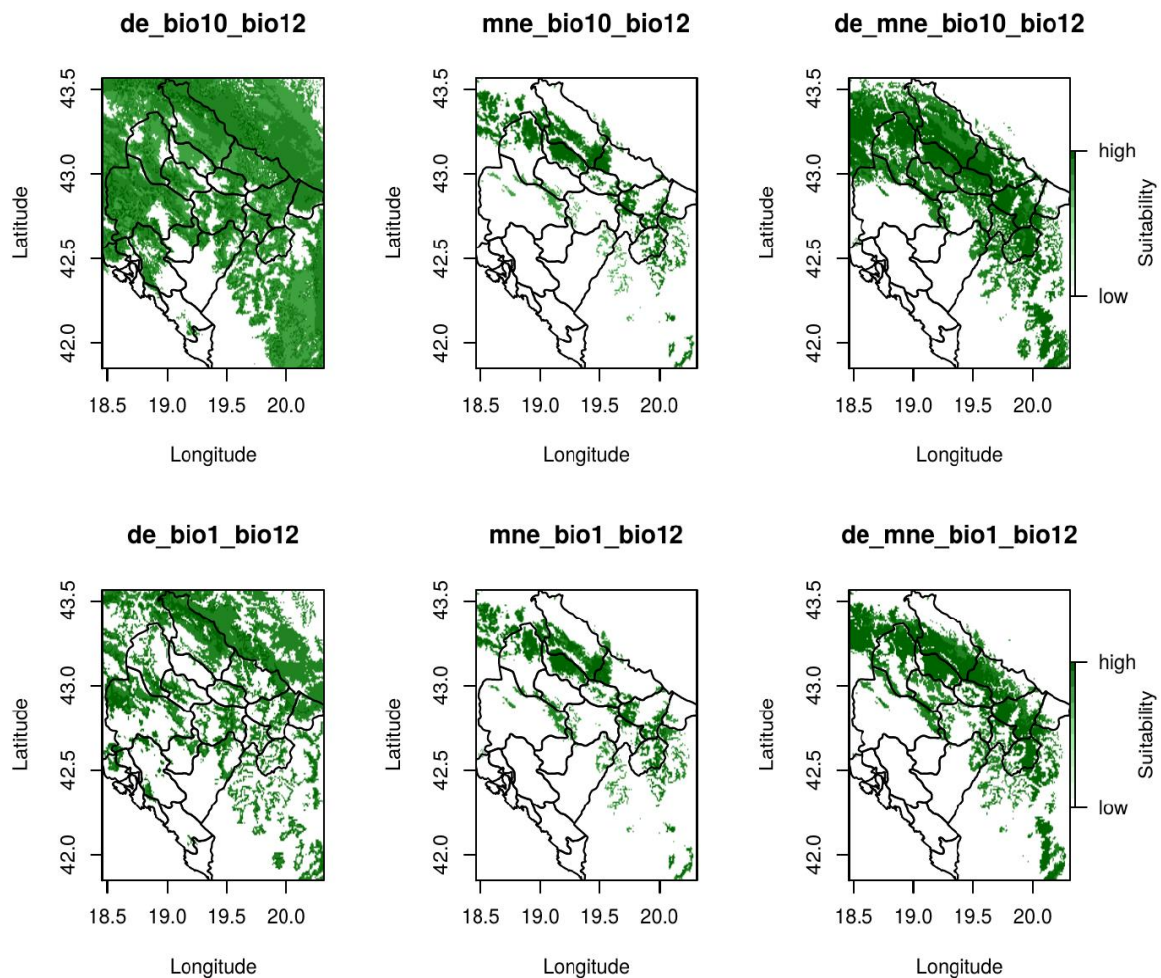 de_bio10_bio12
mne_bio10_bio12
de_mne_bio10_bio12
Latitude
43.5
43.0
42.5
42.0
18.5 19.0 19.5 20.0
Longitude
Latitude
43.5
43.0
42.5
42.0
18.5 19.0 19.5 20.0
Longitude
Latitude
43.5
43.0
42.5
42.0
18.5 19.0 19.5 20.0
Longitude
high
low
Suitability
de_bio1_bio12
mne_bio1_bio12
de_mne_bio1_bio12
Latitude
43.5
43.0
42.5
42.0
18.5 19.0 19.5 20.0
Longitude
Latitude
43.5
43.0
42.5
42.0
18.5 19.0 19.5 20.0
Longitude
Latitude
43.5
43.0
42.5
42.0
18.5 19.0 19.5 20.0
Longitude
high
low
Suitability